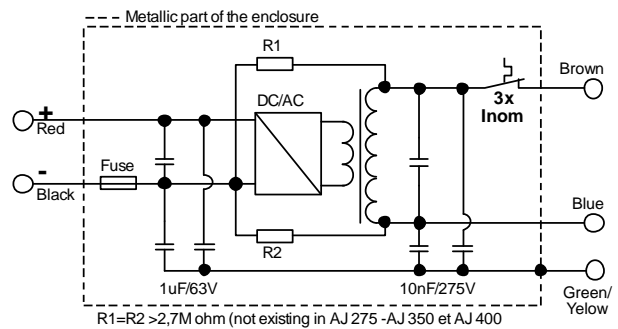 Metallic part of the enclosure
R1
Brown
DC/AC
3x
Inom
+
Red
-
Fuse
Black
Blue
R2
1uF/63V
10nF/275V
Green/
Yelow
R1=R2 >2,7M ohm (not existing in AJ 275 -AJ 350 et AJ 400